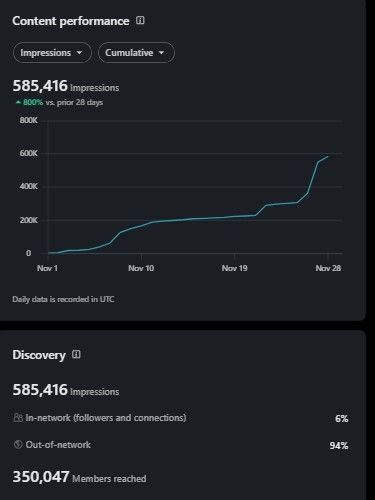 Content performance
Impressions Cumulative
585,416 Impressions
800% vs. prior 28 days
800K
600K
400K
200K
0
Nov 1 Nov 10 Nov 19 Nov 28
Daily data is recorded in UTC
Discovery
585,416 Impressions
In-network (followers and connections) 6%
Out-of-network 94%
350,047 Members reached